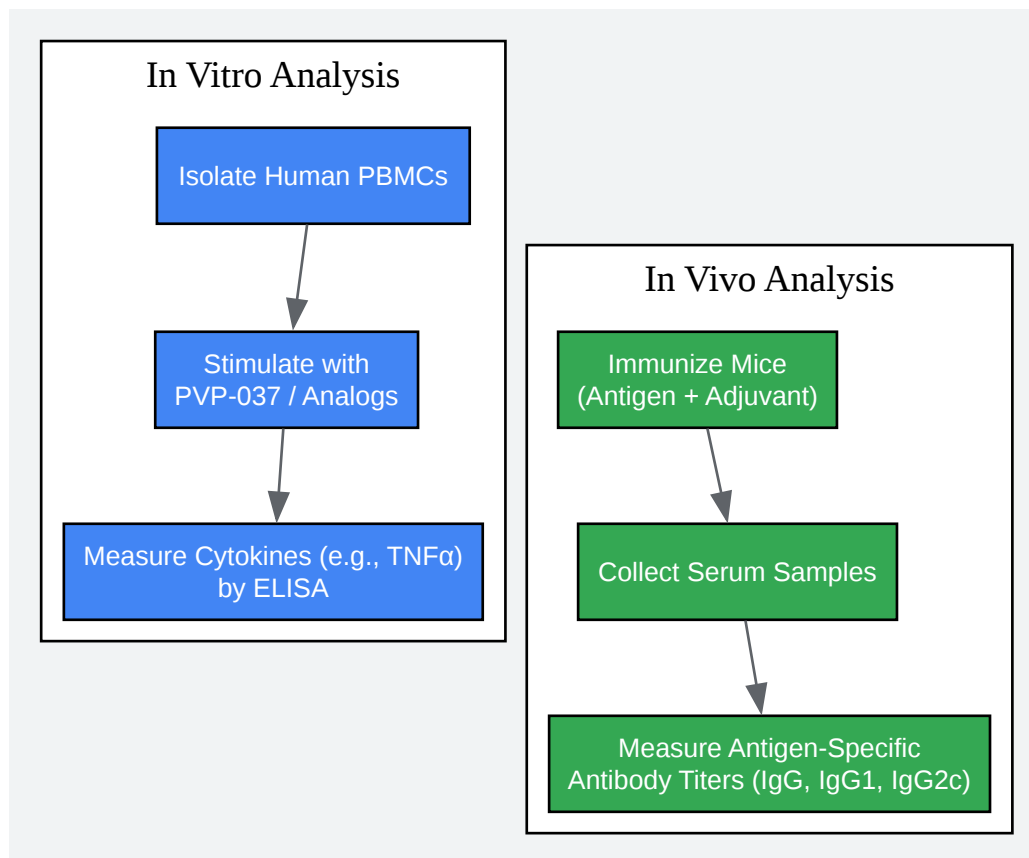 In Vitro Analysis
Isolate Human PBMCs
Stimulate with
PVP-037 / Analogs
Measure Cytokines (e.g., TNFα)
by ELISA
In Vivo Analysis
Immunize Mice
(Antigen + Adjuvant)
Collect Serum Samples
Measure Antigen-Specific
Antibody Titers (IgG, IgG1, IgG2c)